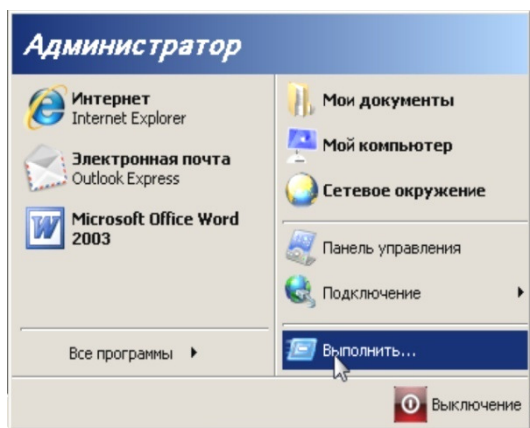 Администратор
Интернет
Internet Explorer
Электронная почта
Outlook Express
Microsoft Office Word
2003
Все программы
Мои документы
Мой компьютер
Сетевое окружение
Панель управления
Подключение
Выполнить...
Выключение